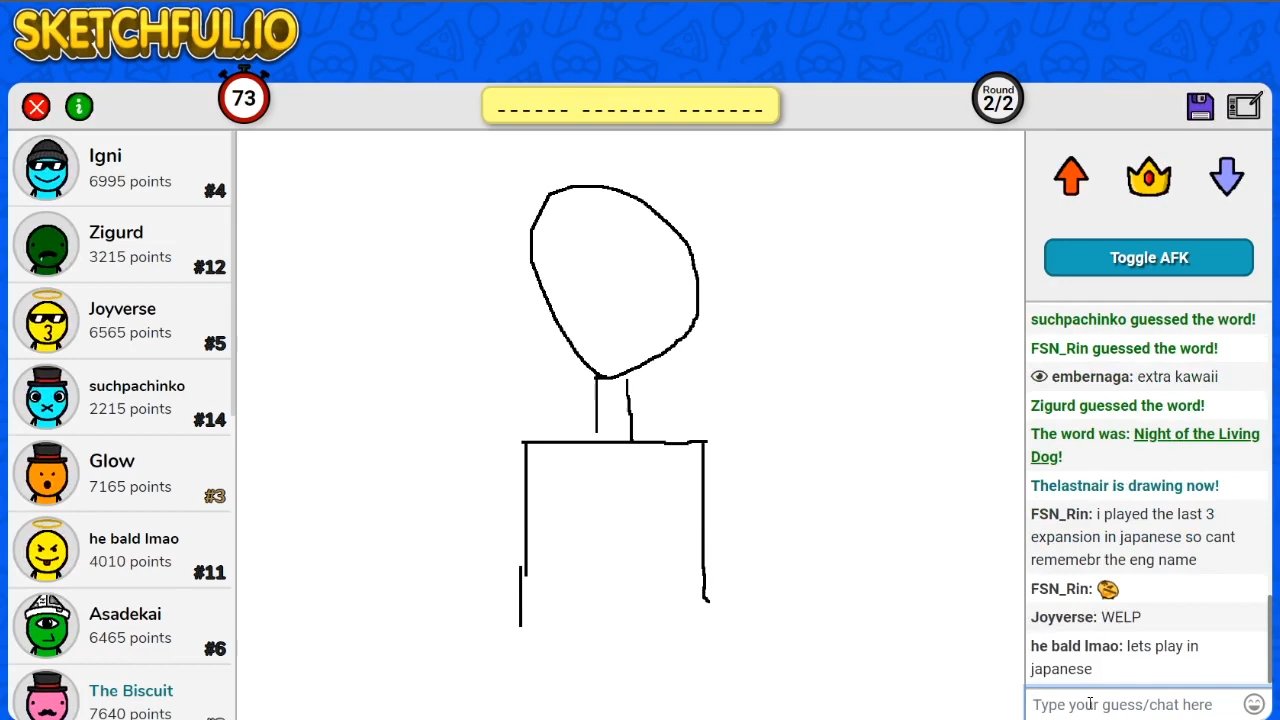 SKETCHFUL.IO
73
______ _______ _______
Round
2/2
Igni
6995 points
#4
Zigurd
3215 points
#12
Joyverse
6565 points
#5
suchpachinko
2215 points
#14
Glow
7165 points
#3
he bald lmao
4010 points
#11
Asadekai
6465 points
#6
The Biscuit
7640 points
Toggle AFK
suchpachinko guessed the word!
FSN_Rin guessed the word!
embernaga: extra kawaii
Zigurd guessed the word!
The word was: Night of the Living
Dog!
Thelastnair is drawing now!
FSN_Rin: i played the last 3
expansion in japanese so cant
rememebr the eng name
FSN_Rin:
Joyverse: WELP
he bald lmao: lets play in
japanese
Type your guess/chat here